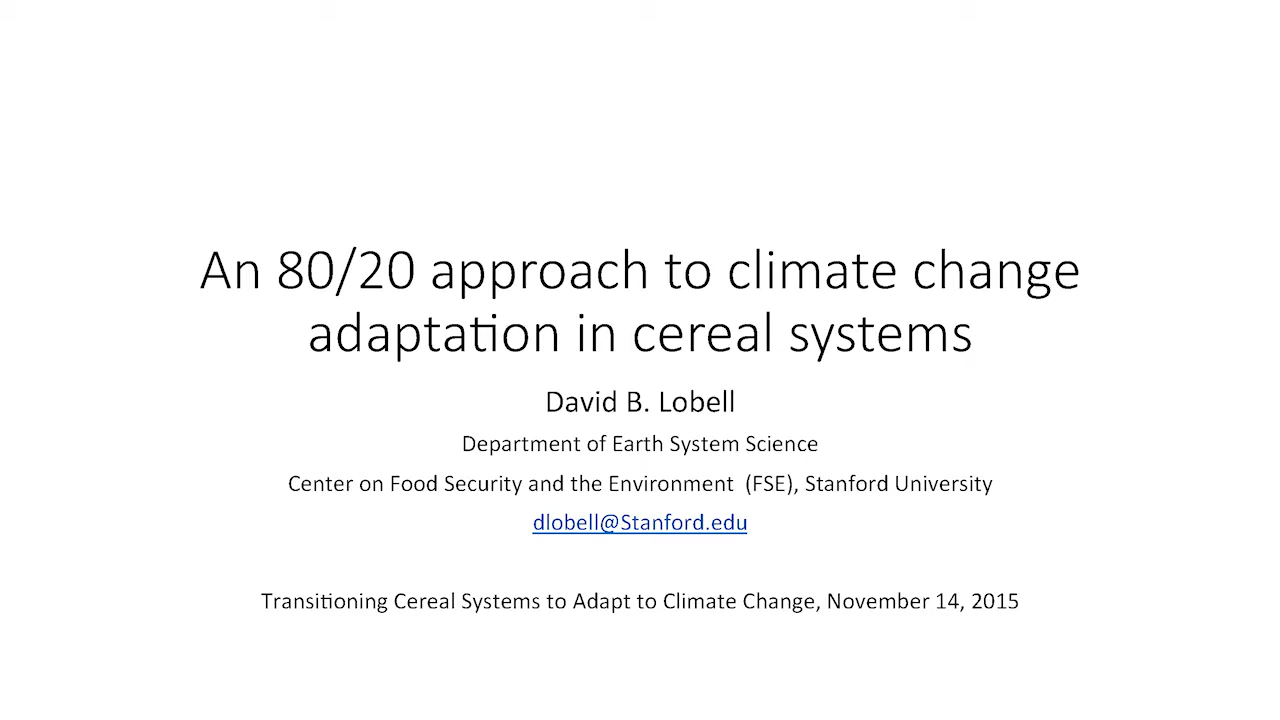 An 80/20 approach to climate change
adaptation in cereal systems
David B. Lobell
Department of Earth System Science
Center on Food Security and the Environment  (FSE), Stanford University
dlobell@Stanford.edu
Transitioning Cereal Systems to Adapt to Climate Change, November 14, 2015